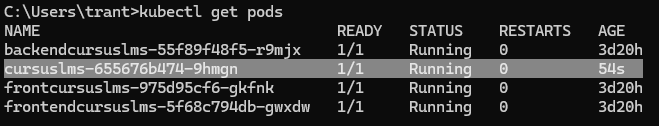 C:\Users\trant>kubectl get pods
NAME READY STATUS RESTARTS AGE
backendcursuslms-55f89f48f5-r9mjx 1/1 Running 0 3d20h
cursuslms-655676b474-9hmgn 1/1 Running 0 54s
frontcursuslms-975d95cf6-gkfnk 1/1 Running 0 3d20h
frontendcursuslms-5f68c794db-gwxdw 1/1 Running 0 3d20h